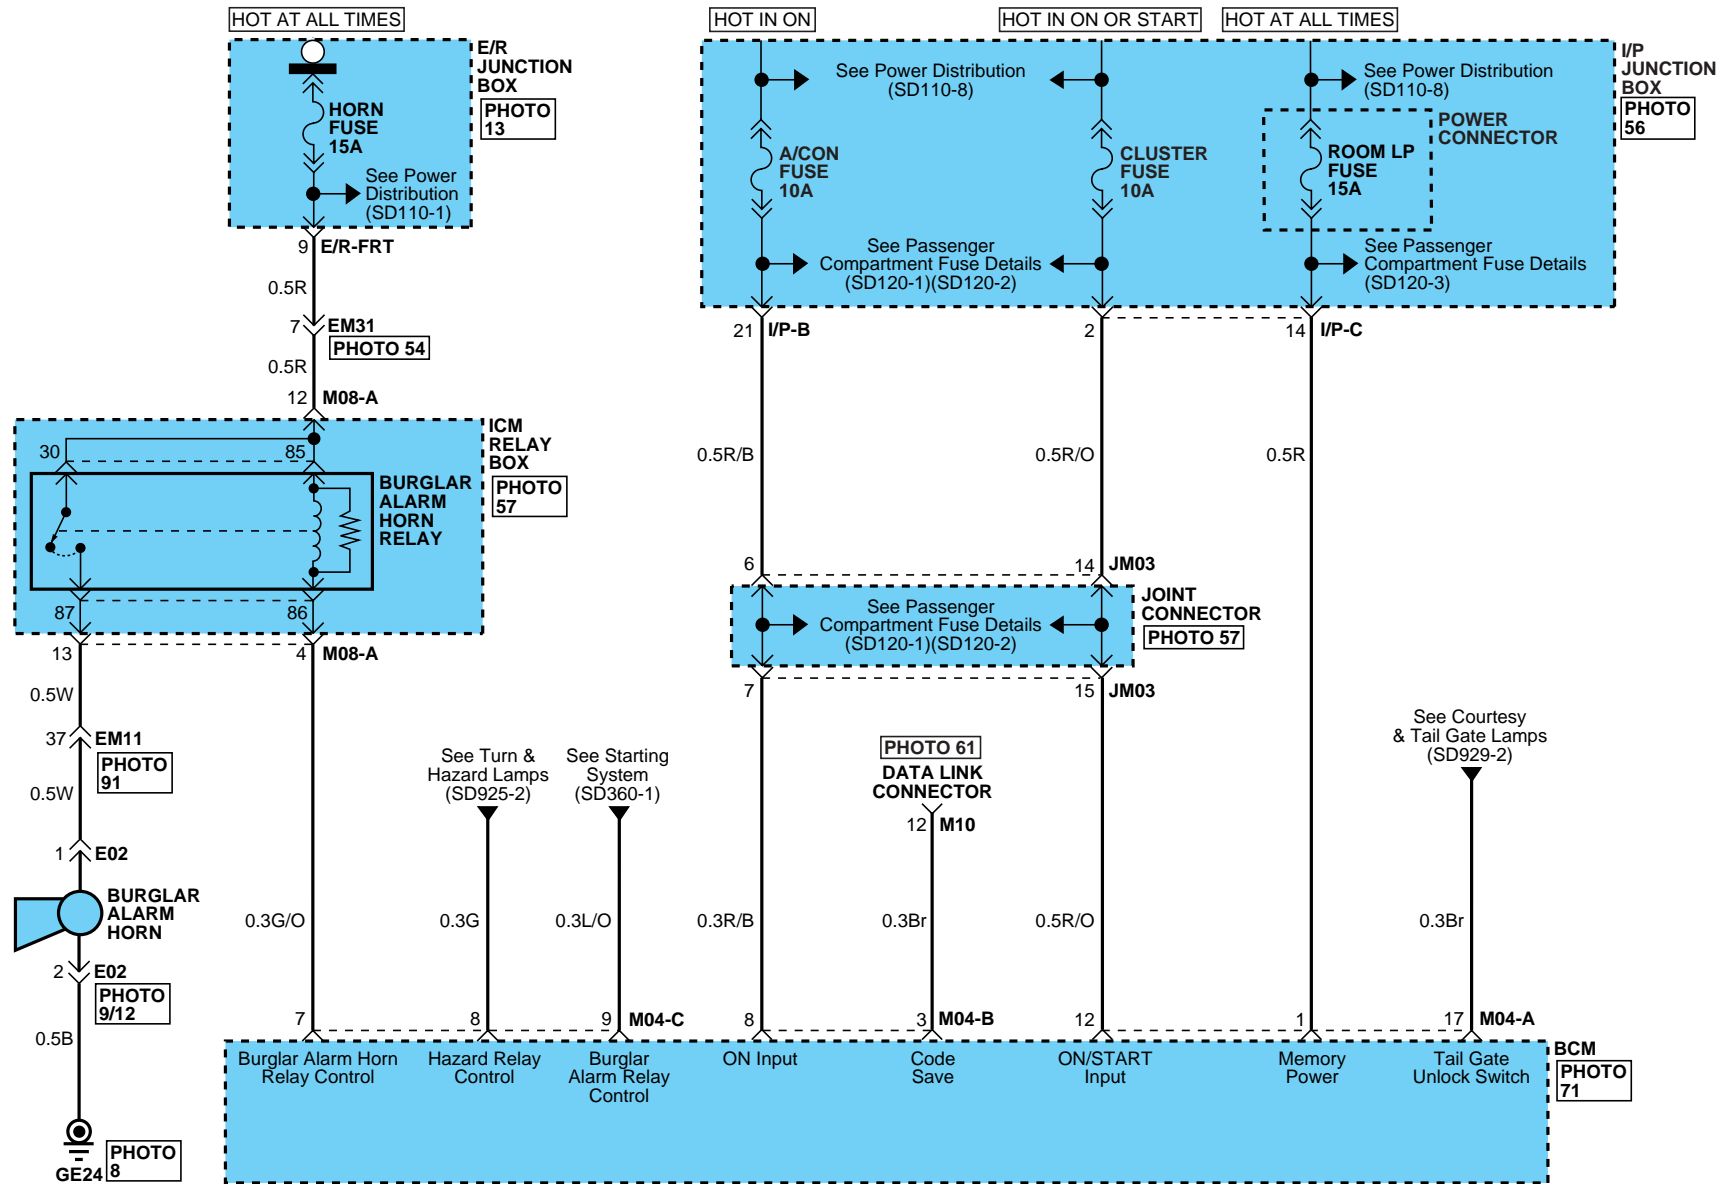 HOT AT ALL TIMES
HOT IN ON
HOT IN ON OR START
HOT AT ALL TIMES
E/R
JUNCTION
BOX
PHOTO
13
HORN
FUSE
15A
See Power
Distribution
(SD110-1)
9 E/R-FRT
0.5R
7 EM31
PHOTO 54
0.5R
12 M08-A
I/P
JUNCTION
BOX
PHOTO
56
See Power Distribution
(SD110-8)
See Power Distribution
(SD110-8)
POWER
CONNECTOR
A/CON
FUSE
10A
CLUSTER
FUSE
10A
ROOM LP
FUSE
15A
See Passenger
Compartment Fuse Details
(SD120-1)(SD120-2)
See Passenger
Compartment Fuse Details
(SD120-3)
21 I/P-B
2
14 I/P-C
ICM
RELAY
BOX
PHOTO
57
30
85
BURGLAR
ALARM
HORN
RELAY
87
86
13
4 M08-A
0.5R/B
0.5R/O
0.5R
6
14 JM03
JOINT
CONNECTOR
PHOTO 57
See Passenger
Compartment Fuse Details
(SD120-1)(SD120-2)
7
15 JM03
0.5W
37 EM11
PHOTO
91
0.5W
1 E02
BURGLAR
ALARM
HORN
2 E02
PHOTO
9/12
0.5B
GE24
PHOTO
8
See Turn &
Hazard Lamps
(SD925-2)
See Starting
System
(SD360-1)
PHOTO 61
DATA LINK
CONNECTOR
12 M10
See Courtesy
& Tail Gate Lamps
(SD929-2)
0.3G/O
0.3G
0.3L/O
0.3R/B
0.3Br
0.5R/O
0.3Br
7
8
9 M04-C
8
3 M04-B
12
1
17 M04-A
BCM
PHOTO
71
Burglar Alarm Horn
Relay Control
Hazard Relay
Control
Burglar
Alarm Relay
Control
ON Input
Code
Save
ON/START
Input
Memory
Power
Tail Gate
Unlock Switch